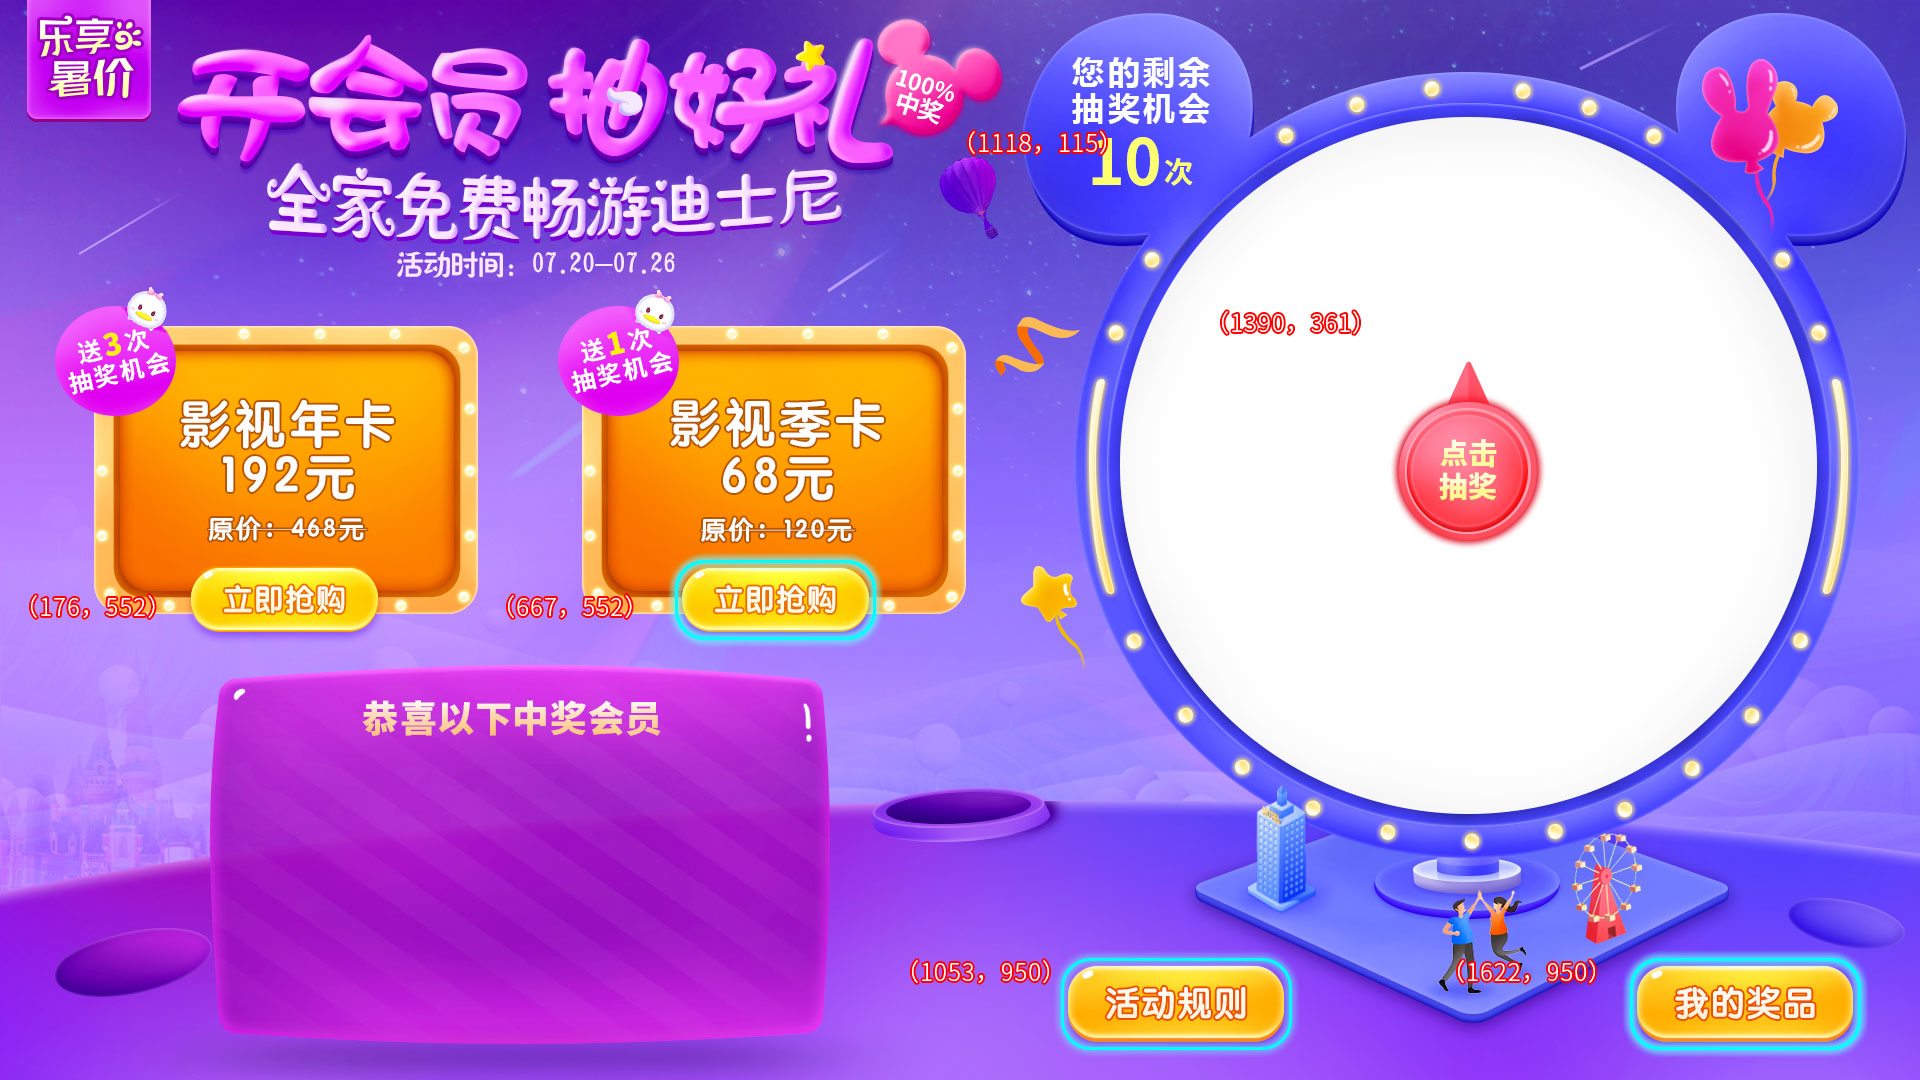 乐享
暑价
开会员 抽好礼
100%
中奖
全家免费畅游迪士尼
活动时间：07.20—07.26
您的剩余
抽奖机会
10次
(1118, 115)
送3次
抽奖机会
影视年卡
192元
原价：468元
立即抢购
(176, 552)
送1次
抽奖机会
影视季卡
68元
原价：120元
立即抢购
(667, 552)
(1390, 361)
点击
抽奖
恭喜以下中奖会员
(1053, 950)
活动规则
(1622, 950)
我的奖品